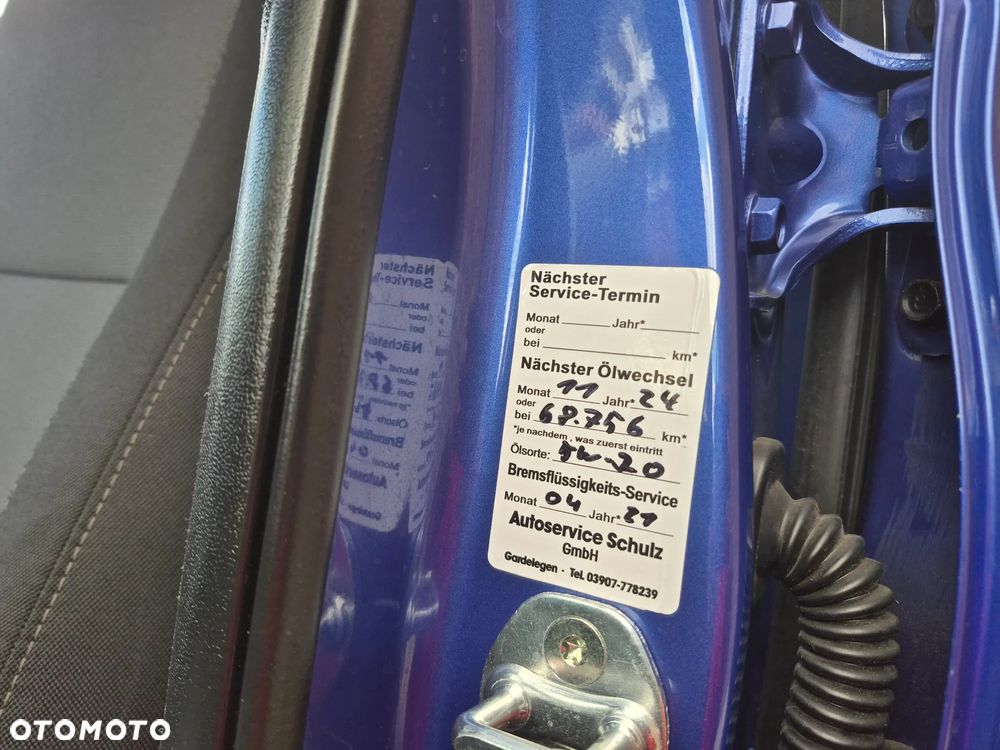 Nächster
Service-Termin
Monat Jahr*
oder
bei km*
Nächster Ölwechsel
Monat 11 Jahr* 24
oder
bei 68.756 km*
*je nachdem, was zuerst eintritt
Ölsorte: 5W-20
Bremsflüssigkeits-Service
Monat 04 Jahr* 21
Autoservice Schulz
GmbH
Gardelegen · Tel. 03907-778239
OTOMOTO